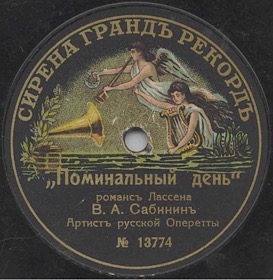 СИРЕНА ГРАНДЪ РЕКОРДЪ
„Поминальный день“
романсъ Лассена
В. А. Сабининъ
Артистъ русской Оперетты
№ 13774